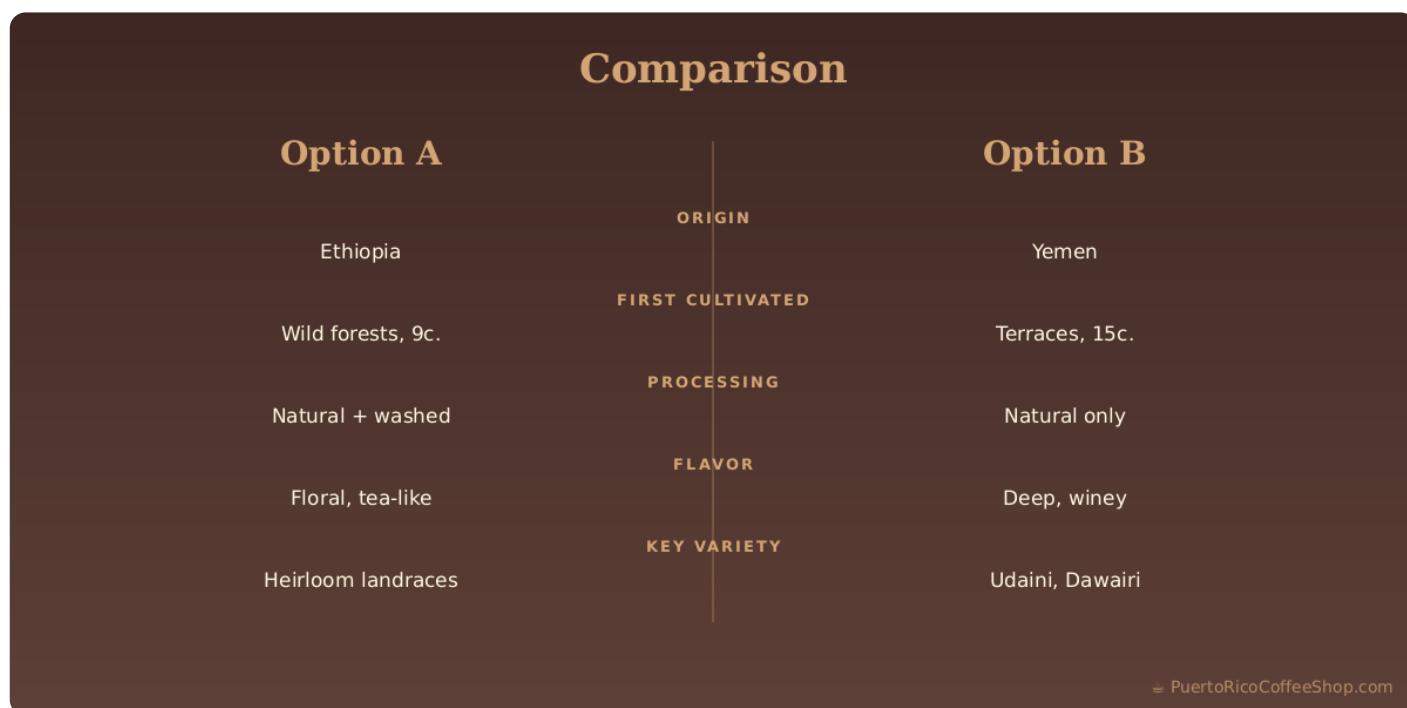 Comparison
Option A
Option B
ORIGIN
Ethiopia
Yemen
FIRST CULTIVATED
Wild forests, 9c.
Terraces, 15c.
PROCESSING
Natural + washed
Natural only
FLAVOR
Floral, tea-like
Deep, winey
KEY VARIETY
Heirloom landraces
Udaini, Dawairi
☕ PuertoRicoCoffeeShop.com